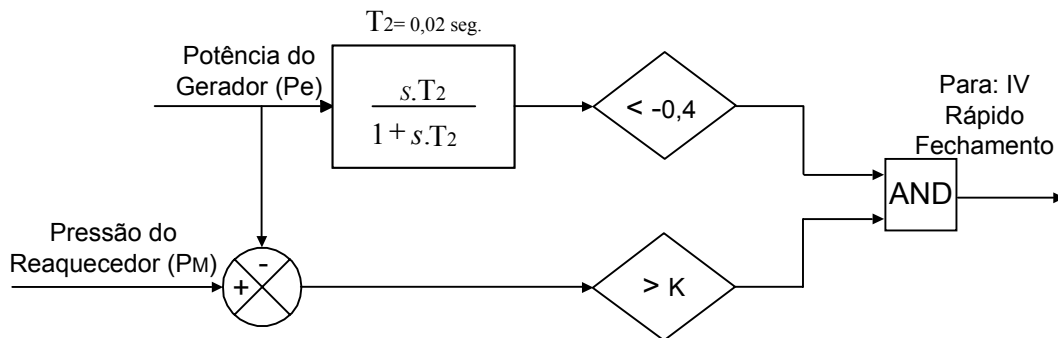 T2= 0,02 seg.
Potência do
Gerador (Pe)
s.T2
1 + s.T2
< -0,4
Para: IV
Rápido
Fechamento
AND
Pressão do
Reaquecedor (PM)
-
+
> K